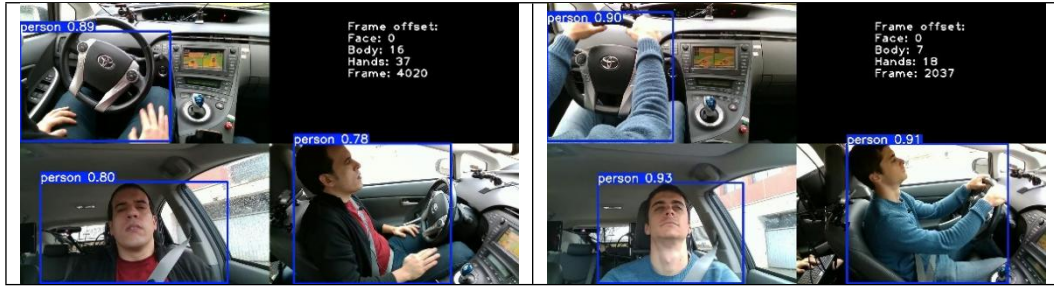 person 0.89
Frame offset:
Face: 0
Body: 16
Hands: 37
Frame: 4020
person 0.80
person 0.78
person 0.90
Frame offset:
Face: 0
Body: 7
Hands: 18
Frame: 2037
person 0.93
person 0.91